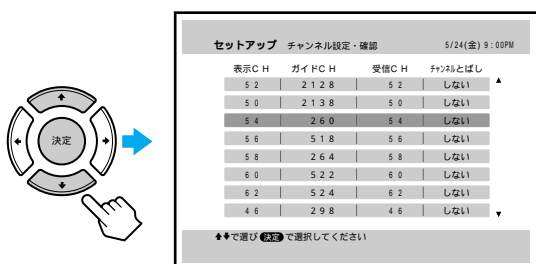 セットアップ チャンネル設定・確認 5/24(金) 9:00PM
表示CH ガイドCH 受信CH チャンネルとばし
52 2128 52 しない
50 2138 50 しない
54 260 54 しない
決定
56 518 56 しない
58 264 58 しない
60 522 60 しない
62 524 62 しない
46 298 46 しない
で選び 決定 で選択してください